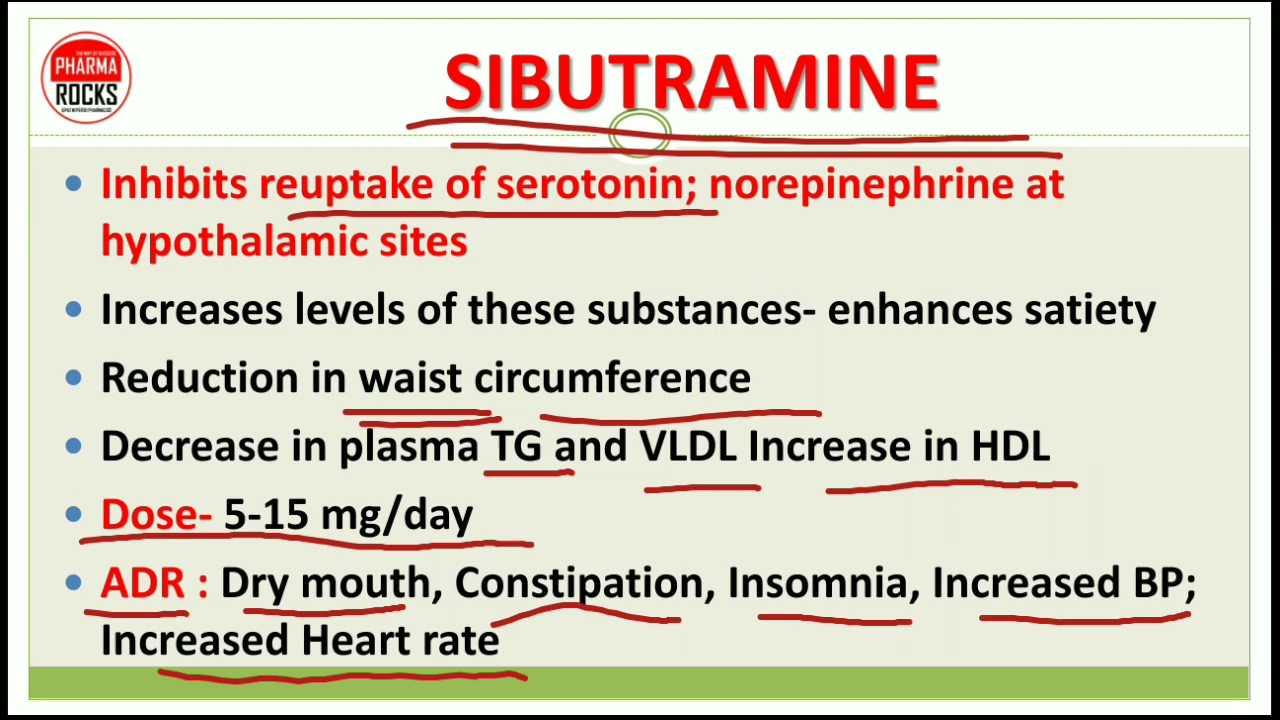 PHARMA
ROCKS
SIBUTRAMINE
• Inhibits reuptake of serotonin; norepinephrine at
hypothalamic sites
• Increases levels of these substances- enhances satiety
• Reduction in waist circumference
• Decrease in plasma TG and VLDL Increase in HDL
• Dose- 5-15 mg/day
• ADR : Dry mouth, Constipation, Insomnia, Increased BP;
Increased Heart rate